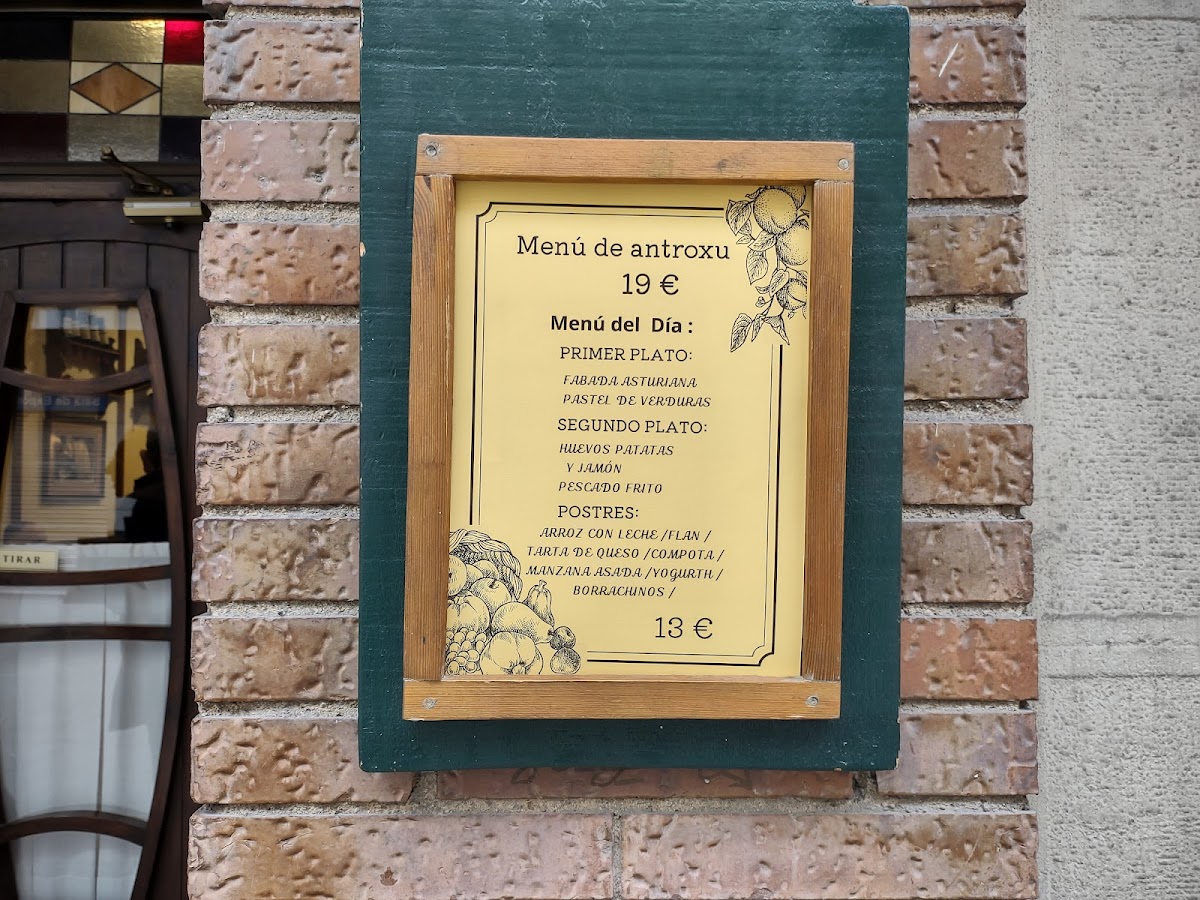 Menú de antroxu
19 €
Menú del Día :
PRIMER PLATO:
FABADA ASTURIANA
PASTEL DE VERDURAS
SEGUNDO PLATO:
HUEVOS PATATAS
Y JAMÓN
PESCADO FRITO
POSTRES:
ARROZ CON LECHE /FLAN /
TARTA DE QUESO /COMPOTA /
MANZANA ASADA /YOGURTH /
BORRACHINOS /
13 €
TIRAR